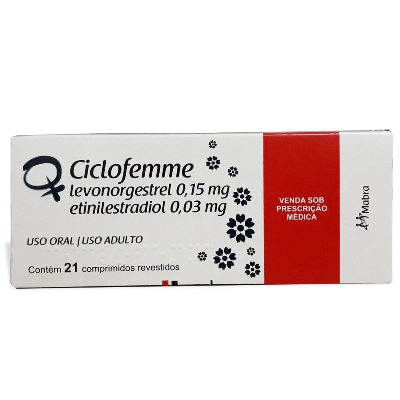 Ciclofemme
levonorgestrel 0,15 mg
etinilestradiol 0,03 mg
USO ORAL | USO ADULTO
Contém 21 comprimidos revestidos
VENDA SOB
PRESCRIÇÃO
MÉDICA
Mabra